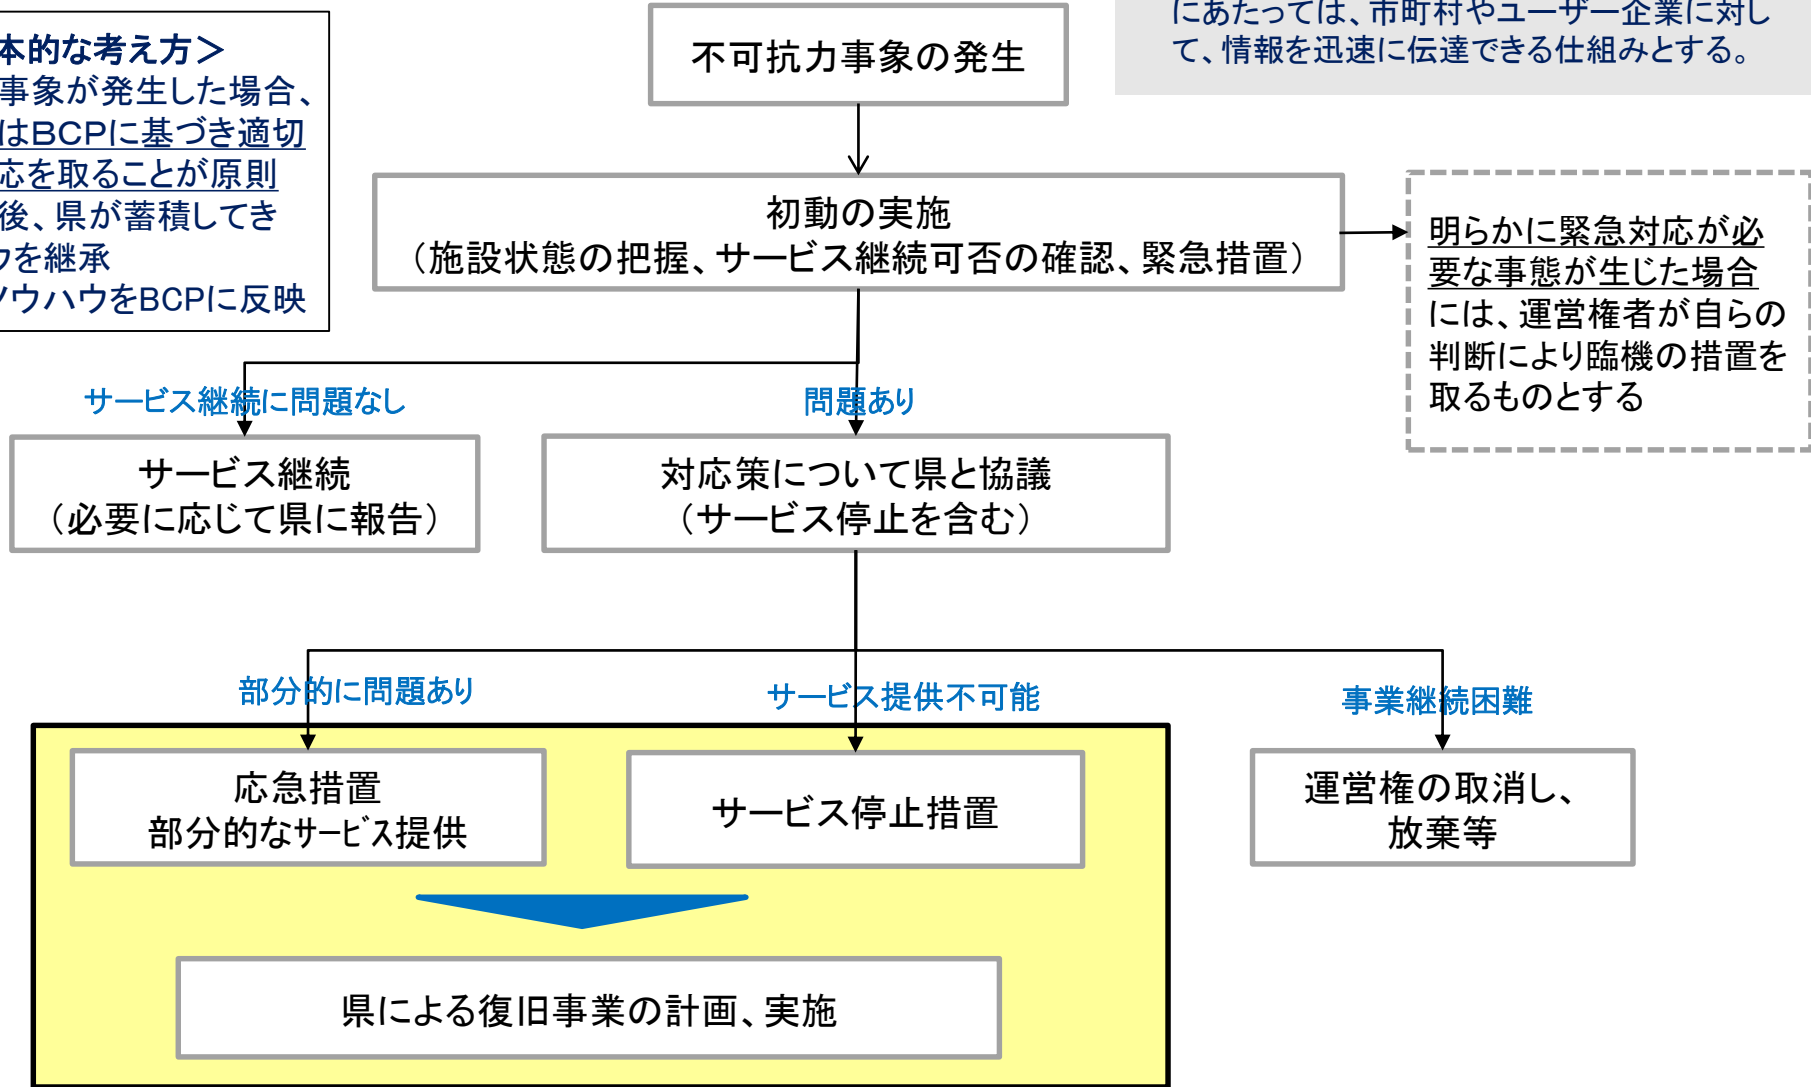 本的な考え方＞
事象が発生した場合、
はBCPに基づき適切
応を取ることが原則
後、県が蓄積してき
を継承
ノウハウをBCPに反映
不可抗力事象の発生
にあたっては、市町村やユーザー企業に対し
て、情報を迅速に伝達できる仕組みとする。
初動の実施
（施設状態の把握、サービス継続可否の確認、緊急措置）
明らかに緊急対応が必
要な事態が生じた場合
には、運営権者が自らの
判断により臨機の措置を
取るものとする
サービス継続に問題なし
問題あり
サービス継続
（必要に応じて県に報告）
対応策について県と協議
（サービス停止を含む）
部分的に問題あり
サービス提供不可能
事業継続困難
応急措置
部分的なサービス提供
サービス停止措置
運営権の取消し、
放棄等
県による復旧事業の計画、実施